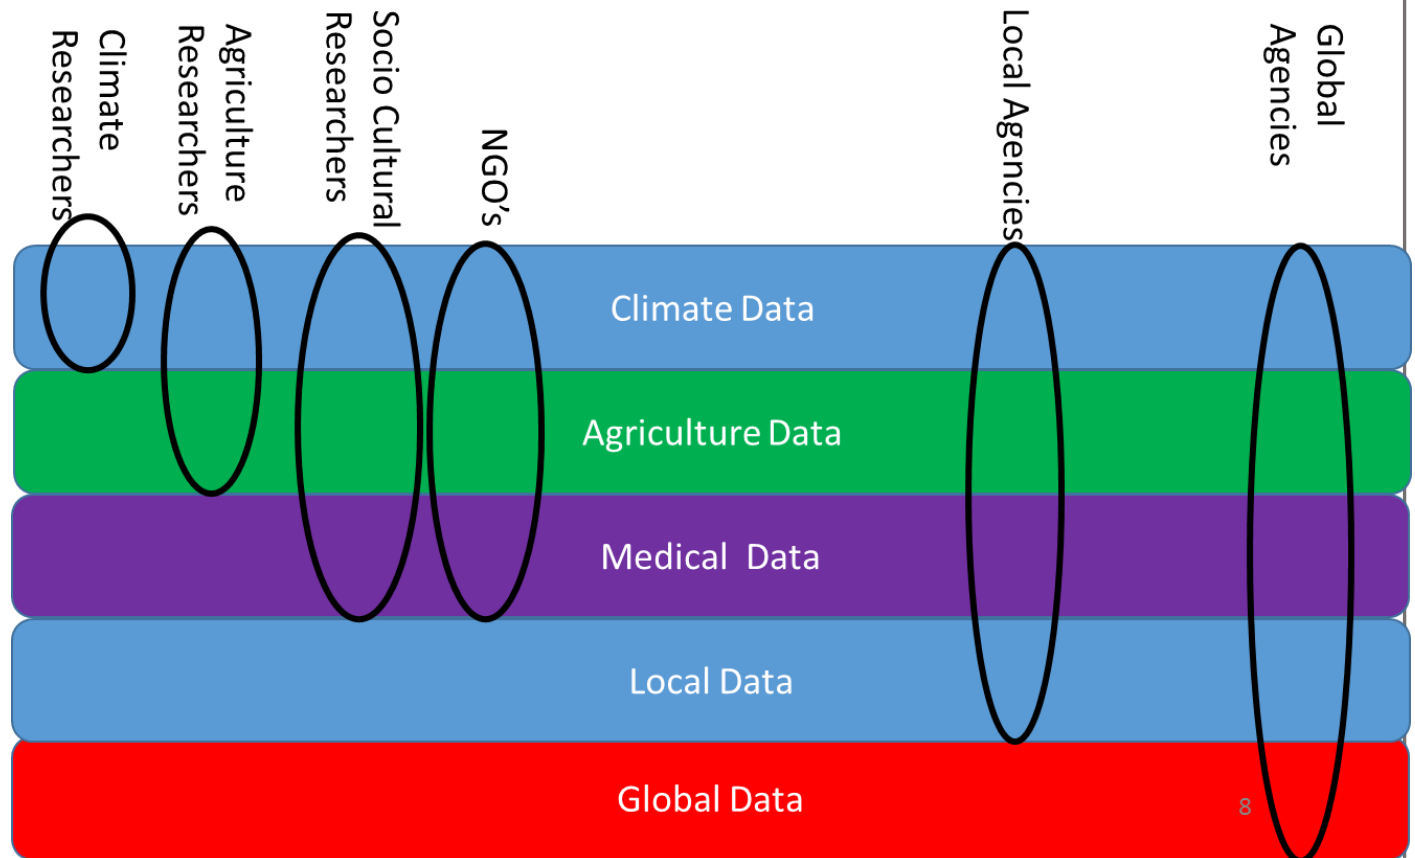 Climate
Researchers
Agriculture
Researchers
Socio Cultural
Researchers
NGO's
Local Agencies
Global
Agencies
Climate Data
Agriculture Data
Medical  Data
Local Data
Global Data
8